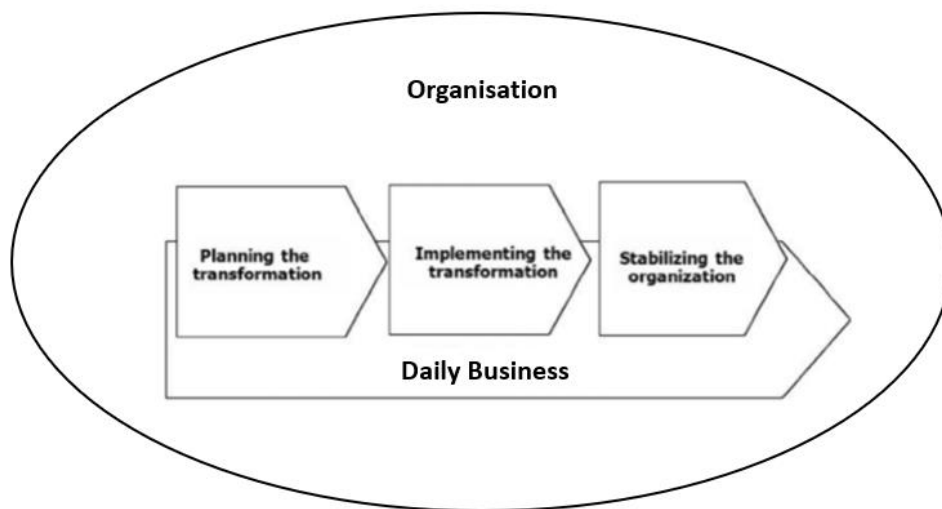 Organisation
Planning the
transformation
Implementing the
transformation
Stabilizing the
organization
Daily Business